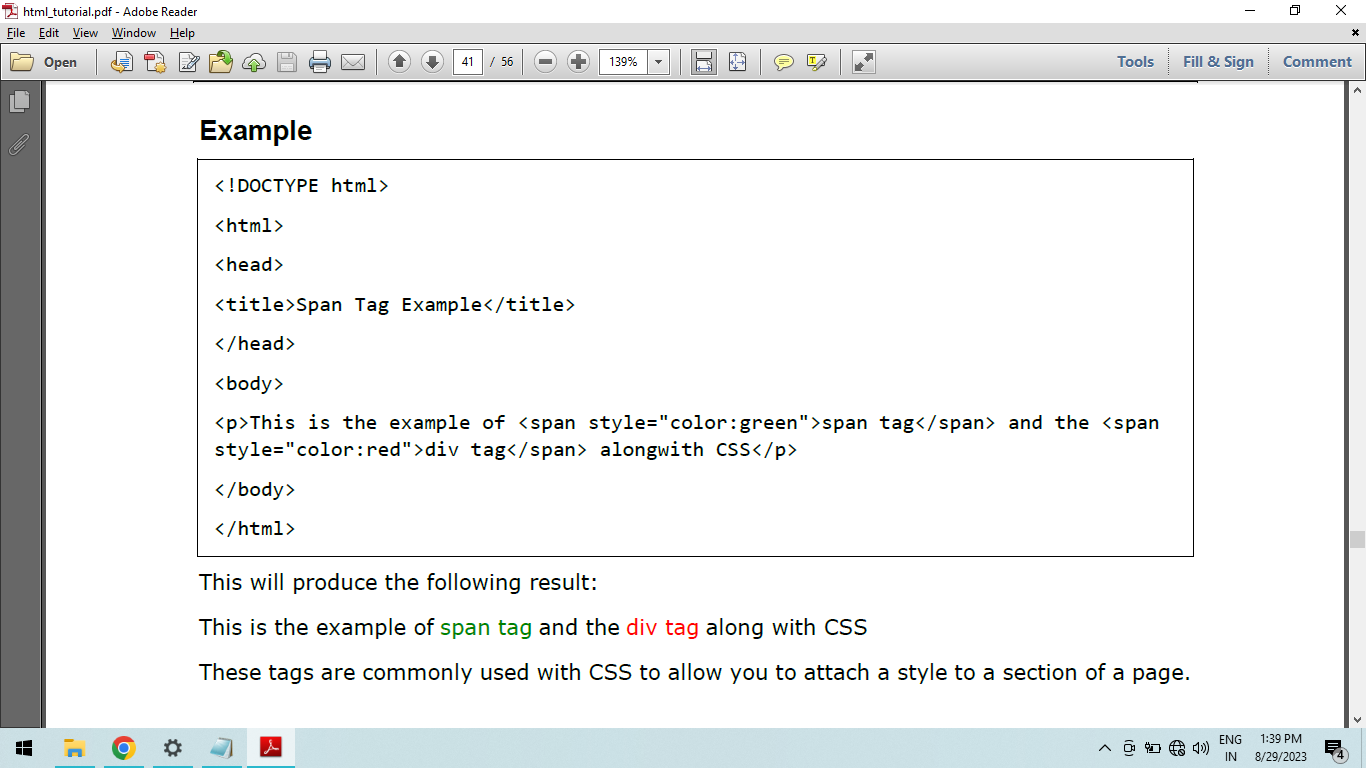 html_tutorial.pdf - Adobe Reader
File Edit View Window Help
Open 41 / 56 139% Tools Fill & Sign Comment
Example
<!DOCTYPE html>
<html>
<head>
<title>Span Tag Example</title>
</head>
<body>
<p>This is the example of <span style="color:green">span tag</span> and the <span
style="color:red">div tag</span> alongwith CSS</p>
</body>
</html>
This will produce the following result:
This is the example of span tag and the div tag along with CSS
These tags are commonly used with CSS to allow you to attach a style to a section of a page.
ENG 1:39 PM
IN 8/29/2023 4